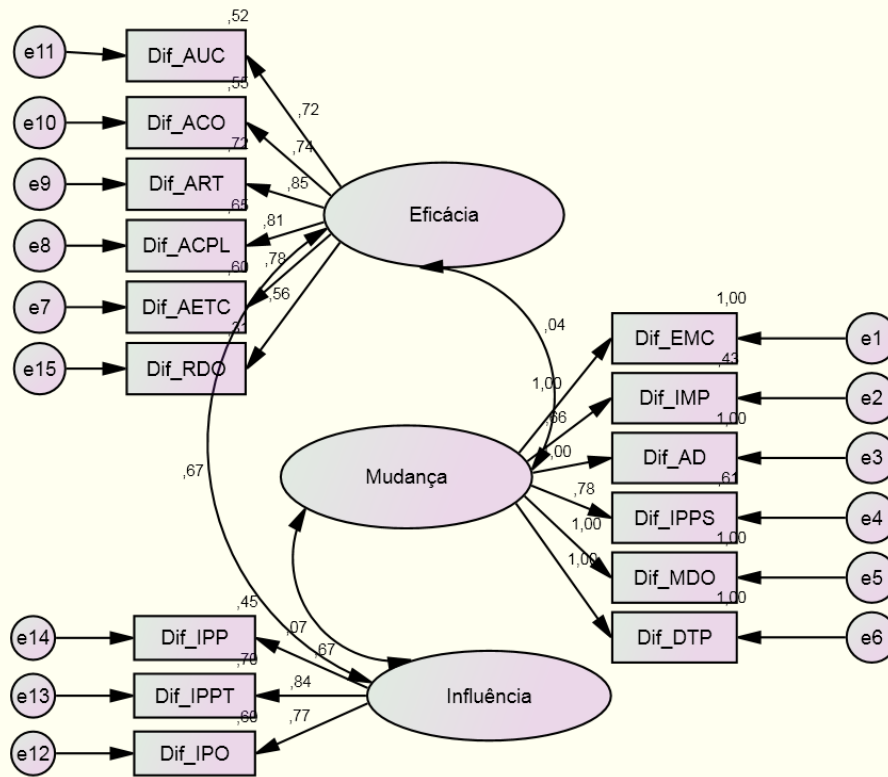 ,52
e11
Dif_AUC
,55
,72
e10
Dif_ACO
,72
,74
e9
Dif_ART
,85
Eficácia
,65
,81
e8
Dif_ACPL
,60
,78
e7
Dif_AETC
,56
,31
e15
Dif_RDO
,04
1,00
Dif_EMC
e1
,43
1,00
Dif_IMP
e2
,66
1,00
,00
Dif_AD
e3
,67
Mudança
,61
,78
Dif_IPPS
e4
1,00
1,00
Dif_MDO
e5
1,00
1,00
Dif_DTP
e6
,45
e14
Dif_IPP
,07
,67
,70
e13
Dif_IPPT
,84
Influência
,60
,77
e12
Dif_IPO